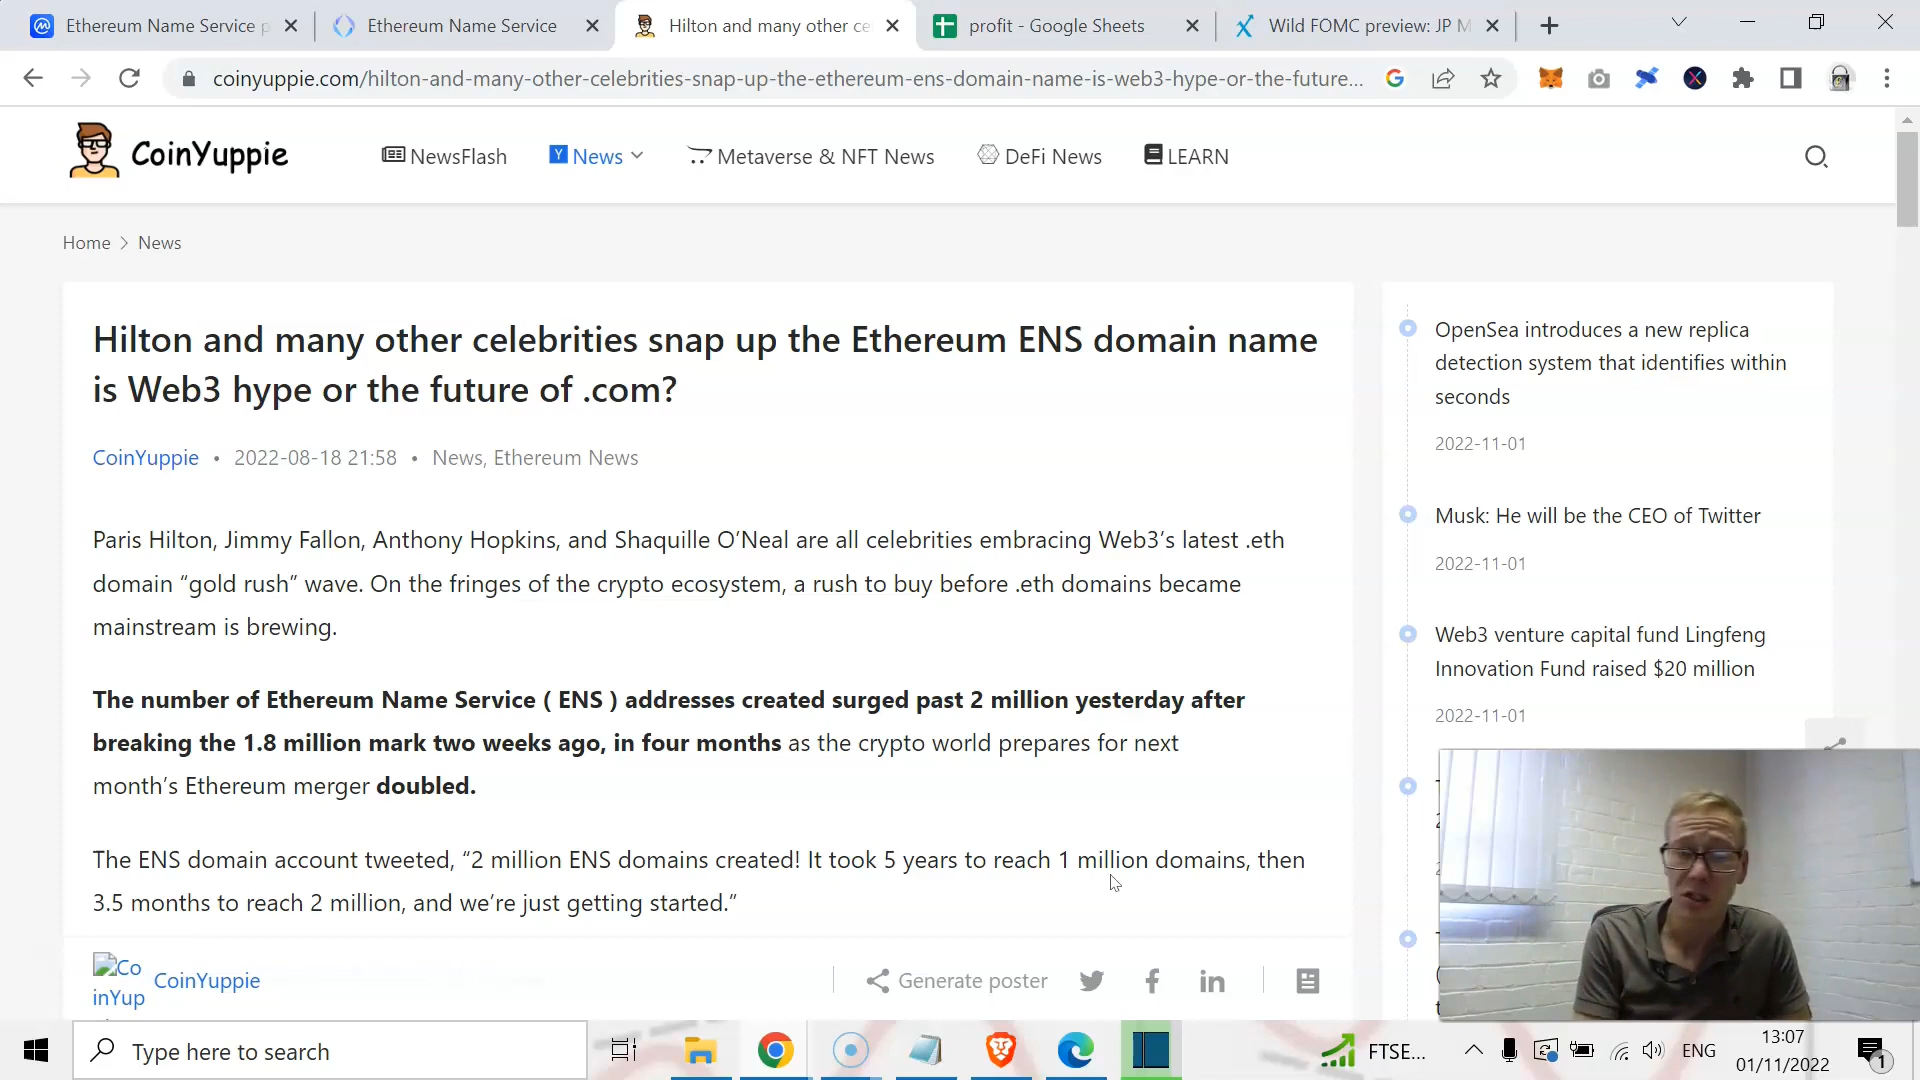 Ethereum Name Service p
Ethereum Name Service
Hilton and many other ce
profit - Google Sheets
Wild FOMC preview: JP M
coinyuppie.com/hilton-and-many-other-celebrities-snap-up-the-ethereum-ens-domain-name-is-web3-hype-or-the-future...
CoinYuppie
NewsFlash
News
Metaverse & NFT News
DeFi News
LEARN
Home > News
Hilton and many other celebrities snap up the Ethereum ENS domain name
is Web3 hype or the future of .com?
CoinYuppie • 2022-08-18 21:58 • News, Ethereum News
Paris Hilton, Jimmy Fallon, Anthony Hopkins, and Shaquille O’Neal are all celebrities embracing Web3’s latest .eth
domain “gold rush” wave. On the fringes of the crypto ecosystem, a rush to buy before .eth domains became
mainstream is brewing.
The number of Ethereum Name Service ( ENS ) addresses created surged past 2 million yesterday after
breaking the 1.8 million mark two weeks ago, in four months as the crypto world prepares for next
month’s Ethereum merger doubled.
The ENS domain account tweeted, “2 million ENS domains created! It took 5 years to reach 1 million domains, then
3.5 months to reach 2 million, and we’re just getting started.”
Co
inYup
CoinYuppie
Generate poster
OpenSea introduces a new replica
detection system that identifies within
seconds
2022-11-01
Musk: He will be the CEO of Twitter
2022-11-01
Web3 venture capital fund Lingfeng
Innovation Fund raised $20 million
2022-11-01
Type here to search
FTSE...
ENG
13:07
01/11/2022
1